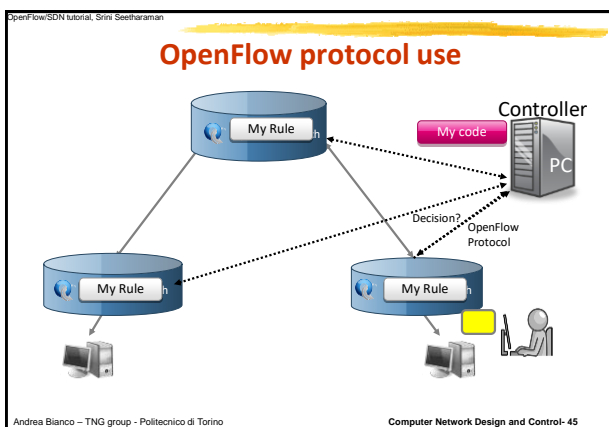 OpenFlow/SDN tutorial, Srini Seetharaman
OpenFlow protocol use
Controller
My Rule
My code
PC
Decision?
OpenFlow
Protocol
My Rule
My Rule
Andrea Bianco – TNG group - Politecnico di Torino
Computer Network Design and Control- 45